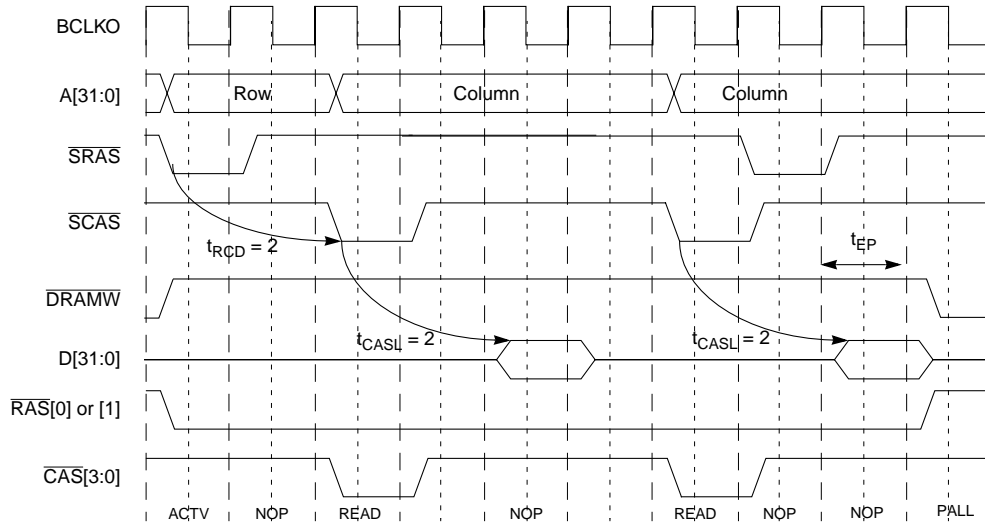 BCLKO
A[31:0]
Row
Column
Column
SRAS
SCAS
tRCD = 2
tEP
DRAMW
tCASL = 2
tCASL = 2
D[31:0]
RAS[0] or [1]
CAS[3:0]
ACTV
NOP
READ
NOP
READ
NOP
NOP
PALL